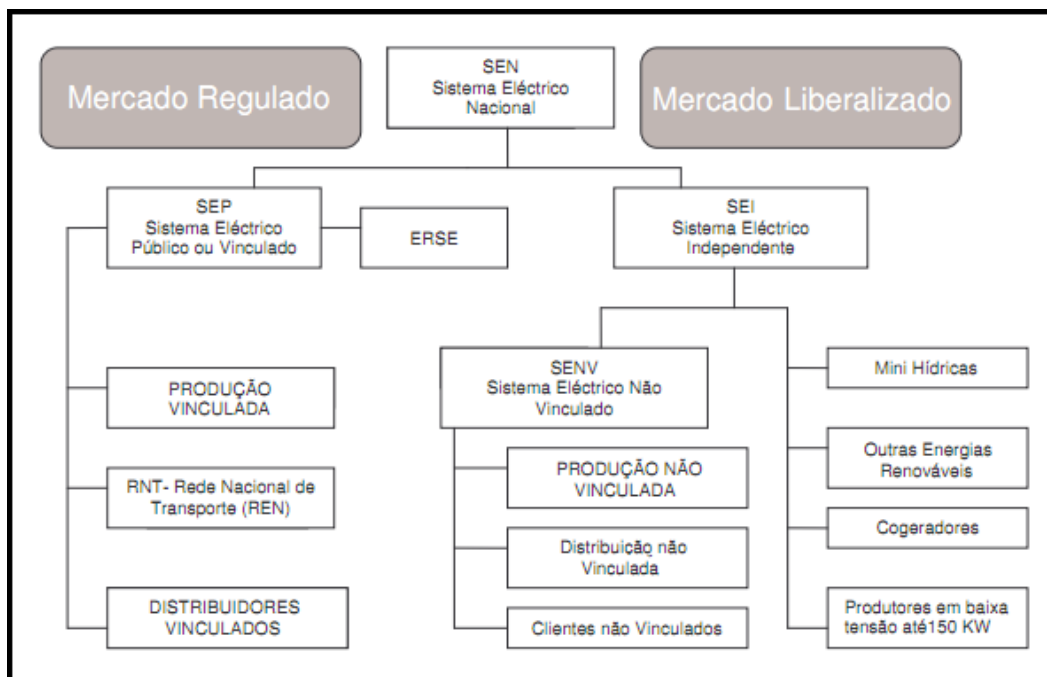 Mercado Regulado
SEN
Sistema Eléctrico
Nacional
Mercado Liberalizado
SEP
Sistema Eléctrico
Público ou Vinculado
ERSE
SEI
Sistema Eléctrico
Independente
PRODUÇÃO
VINCULADA
RNT- Rede Nacional de
Transporte (REN)
DISTRIBUIDORES
VINCULADOS
SENV
Sistema Eléctrico Não
Vinculado
PRODUÇÃO NÃO
VINCULADA
Distribuição não
Vinculada
Clientes não Vinculados
Mini Hídricas
Outras Energias
Renováveis
Cogeradores
Produtores em baixa
tensão até150 KW